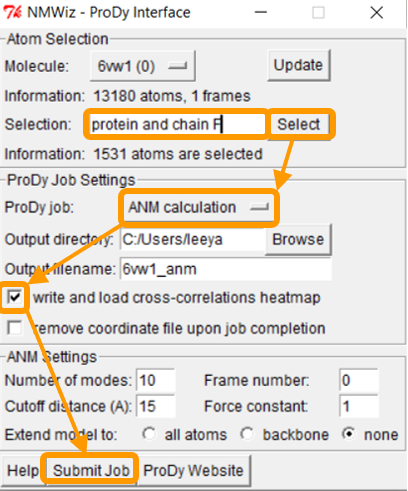 NMWiz - ProDy Interface
Atom Selection
Molecule: 6vw1 (0) Update
Information: 13180 atoms, 1 frames
Selection: protein and chain F Select
Information: 1531 atoms are selected
ProDy Job Settings
ProDy job: ANM calculation
Output directory: C:/Users/leeya Browse
Output filename: 6vw1_anm
write and load cross-correlations heatmap
remove coordinate file upon job completion
ANM Settings
Number of modes: 10 Frame number: 0
Cutoff distance (A): 15 Force constant: 1
Extend model to: all atoms backbone none
Help Submit Job ProDy Website